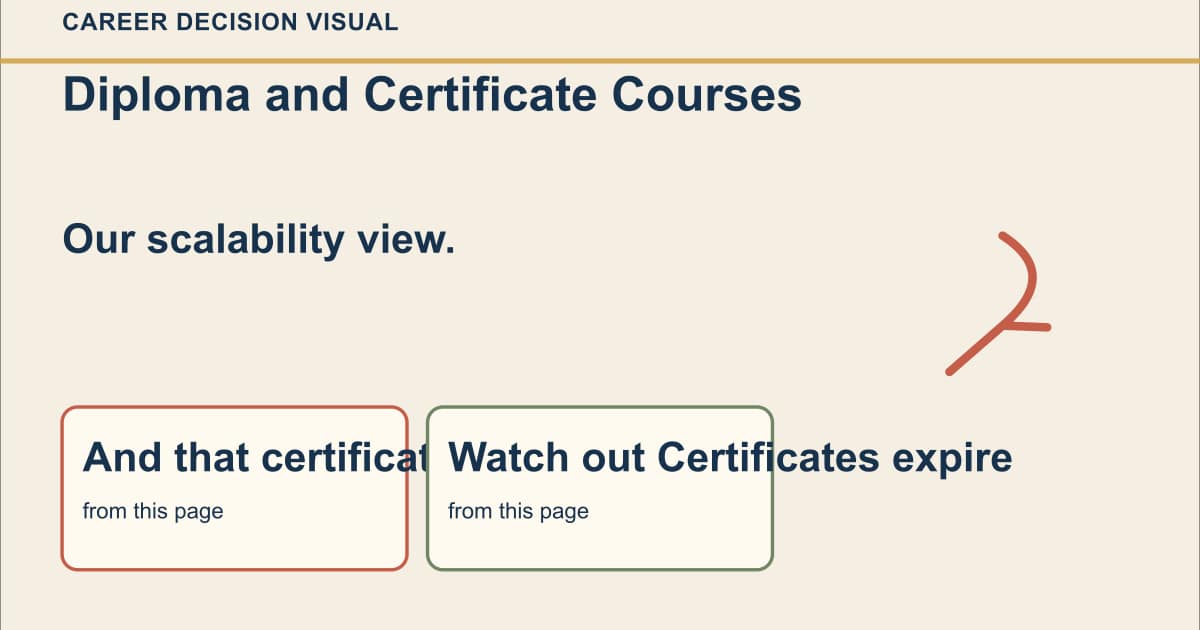 CAREER DECISION VISUAL
Diploma and Certificate Courses
Our scalability view.
And that certificat
from this page
Watch out Certificates expire
from this page